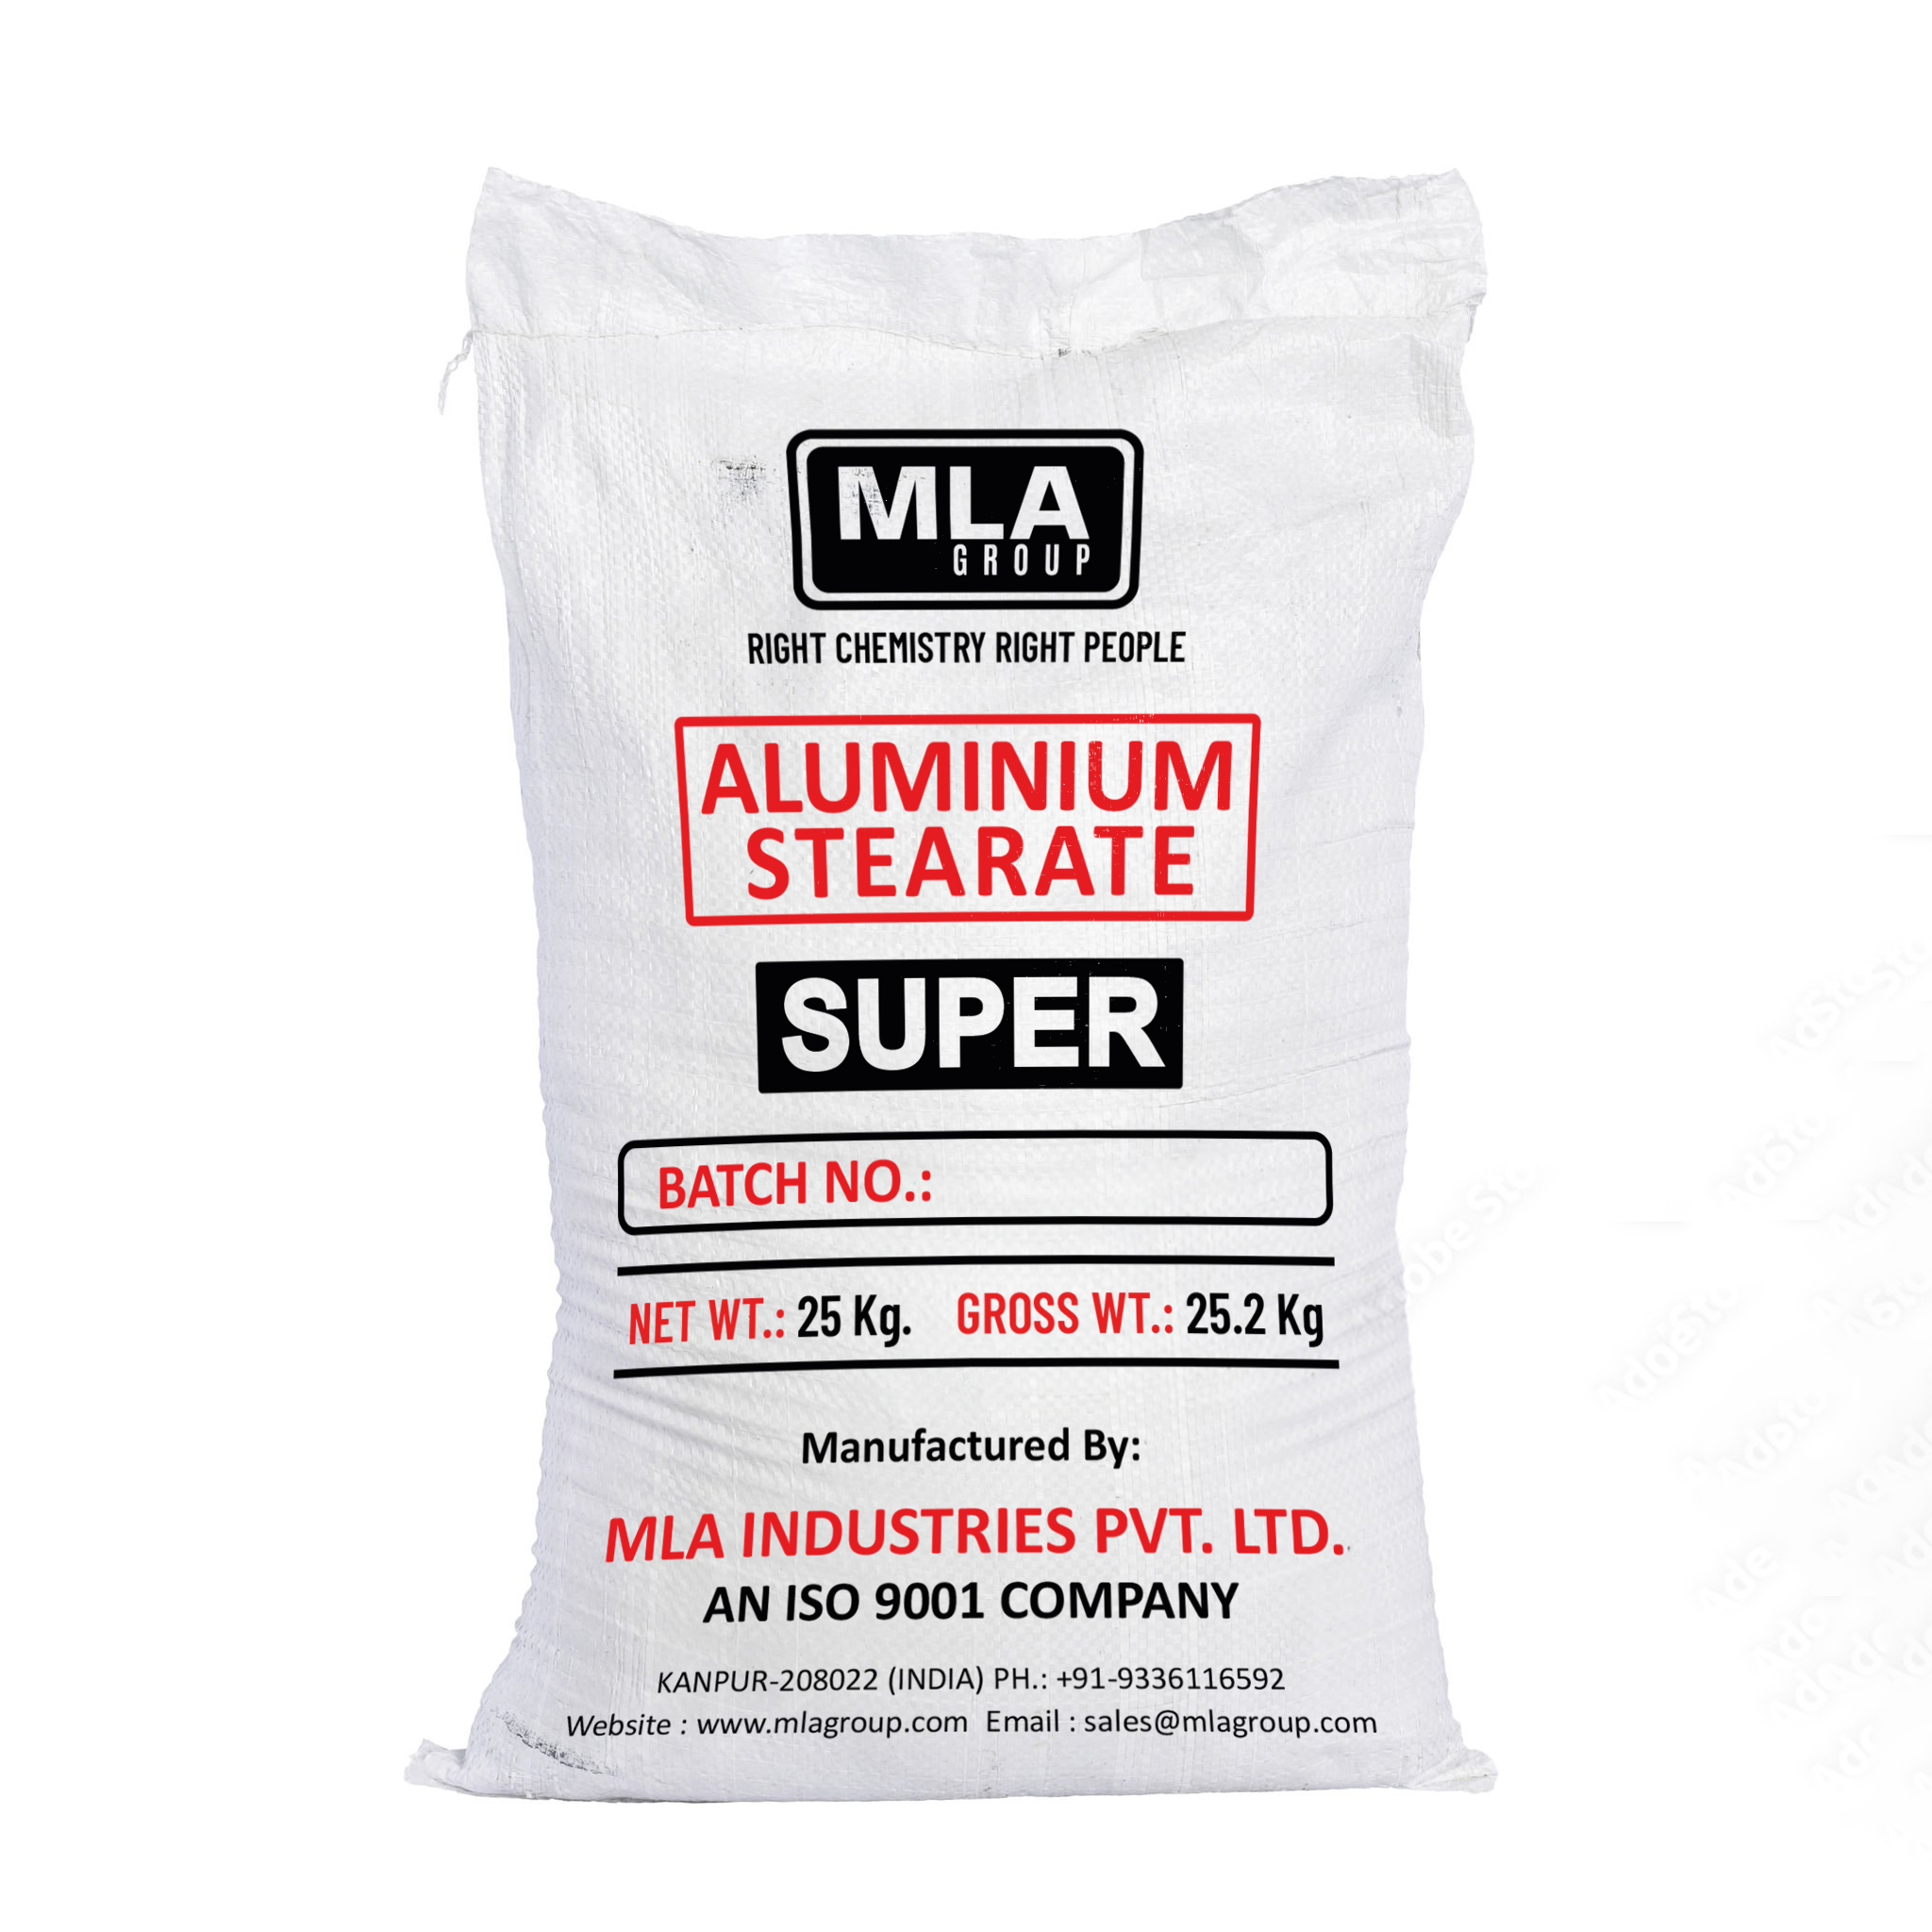 MLA
GROUP
RIGHT CHEMISTRY RIGHT PEOPLE
ALUMINIUM
STEARATE
SUPER
BATCH NO.:
NET WT.: 25 Kg. GROSS WT.: 25.2 Kg
Manufactured By:
MLA INDUSTRIES PVT. LTD.
AN ISO 9001 COMPANY
KANPUR-208022 (INDIA) PH.: +91-9336116592
Website : www.mlagroup.com Email : sales@mlagroup.com